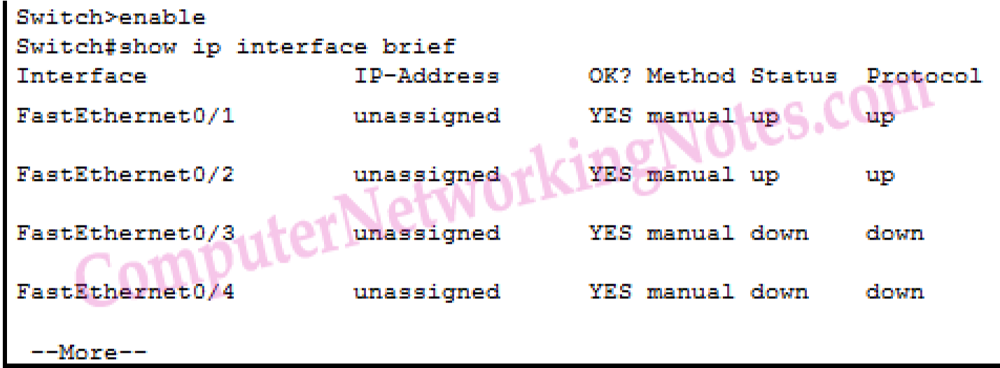 Switch>enable
Switch#show ip interface brief
Interface IP-Address OK? Method Status Protocol
FastEthernet0/1 unassigned YES manual up up
FastEthernet0/2 unassigned YES manual up up
FastEthernet0/3 unassigned YES manual down down
FastEthernet0/4 unassigned YES manual down down
--More--
ComputerNetworkingNotes.com